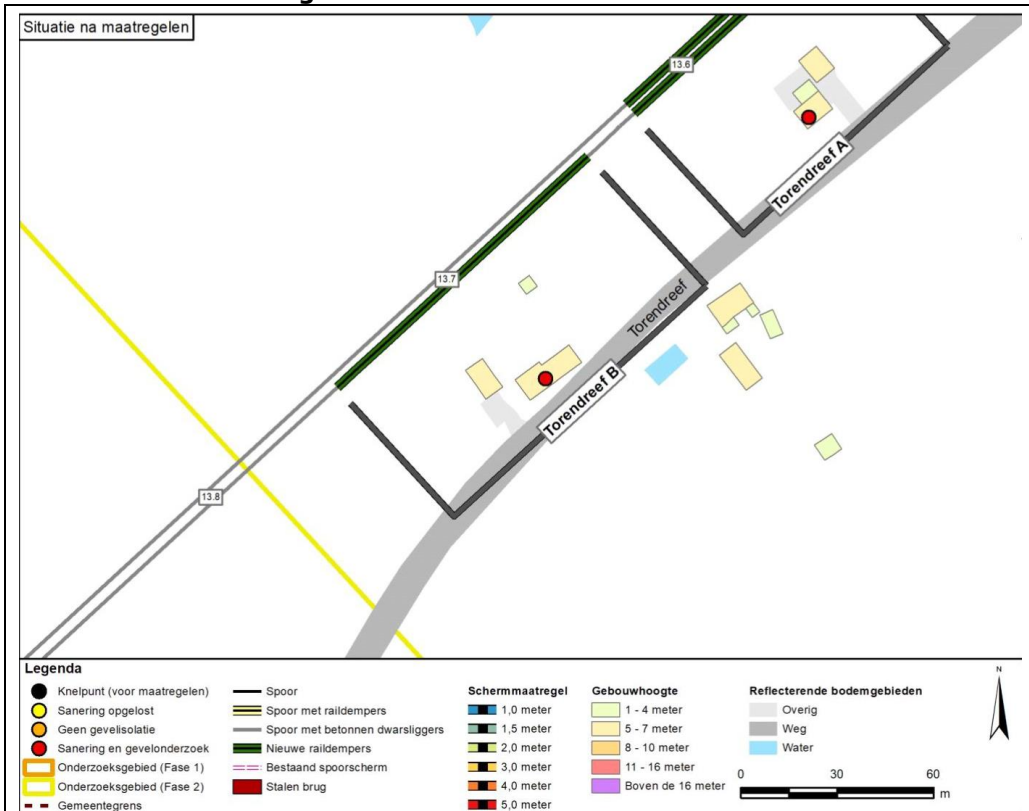 Situatie na maatregelen
13.6
Torendreef A
13.7
Torendreef
Torendreef B
13.8
Legenda
Knelpunt (voor maatregelen)
Sanering opgelost
Geen gevelisolatie
Sanering en gevelonderzoek
Onderzoeksgebied (Fase 1)
Onderzoeksgebied (Fase 2)
Gemeentegrens
Spoor
Spoor met raildempers
Spoor met betonnen dwarsliggers
Nieuwe raildempers
Bestaand spoorscherm
Stalen brug
Schermmaatregel
1,0 meter
1,5 meter
2,0 meter
3,0 meter
4,0 meter
5,0 meter
Gebouwhoogte
1 - 4 meter
5 - 7 meter
8 - 10 meter
11 - 16 meter
Boven de 16 meter
Reflecterende bodemgebieden
Overig
Weg
Water
N
0 30 60
m